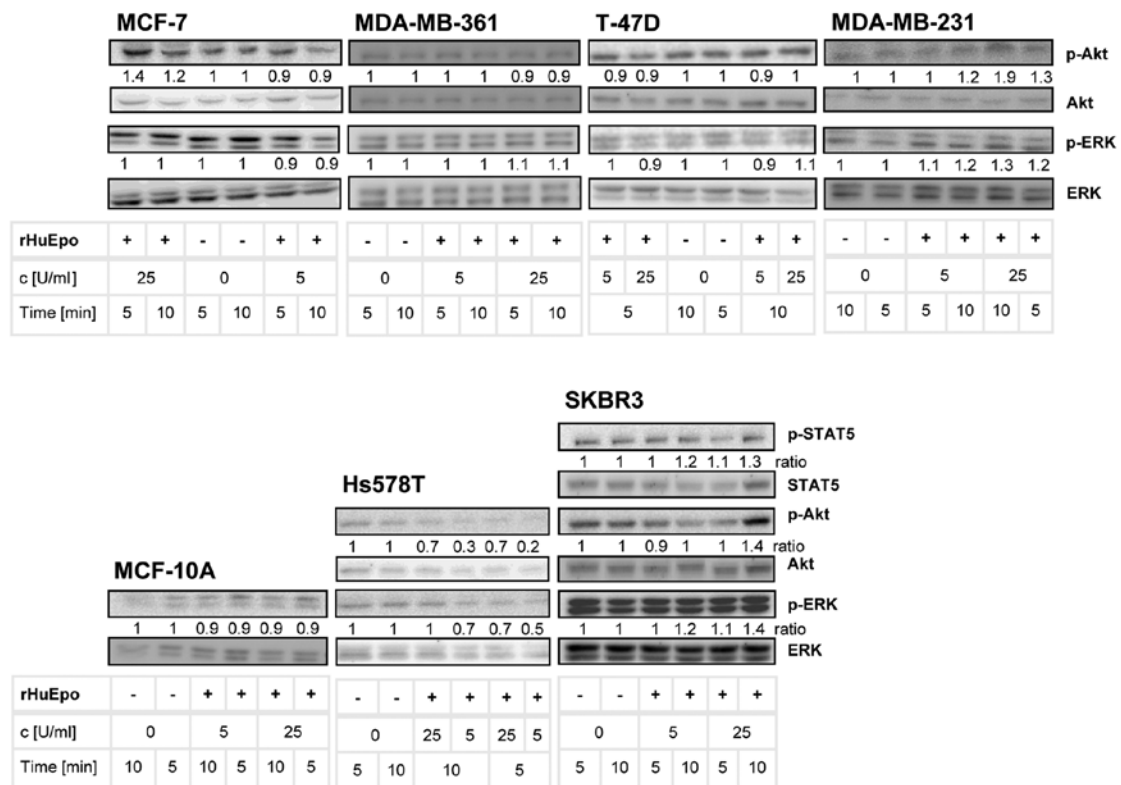 MCF-7 MDA-MB-361 T-47D MDA-MB-231
p-Akt
1.4 1.2 1 1 0.9 0.9 1 1 1 1 0.9 0.9 0.9 0.9 1 1 0.9 1 1 1 1 1.2 1.9 1.3
Akt
p-ERK
1 1 1 1 0.9 0.9 1 1 1 1 1.1 1.1 1 0.9 1 1 0.9 1.1 1 1 1.1 1.2 1.3 1.2
ERK
rHuEpo + + - - + + - - + + + + + + - - + + - - + + + +
c [U/ml] 25 0 5 0 5 25 5 25 0 5 25 0 5 25
Time [min] 5 10 5 10 5 10 5 10 5 10 5 10 5 10 5 10 10 5 5 10 10 5
SKBR3
p-STAT5
1 1 1 1.2 1.1 1.3 ratio
Hs578T STAT5
p-Akt
1 1 0.7 0.3 0.7 0.2 1 1 0.9 1 1 1.4 ratio
MCF-10A Akt
p-ERK
1 1 0.9 0.9 0.9 0.9 1 1 1 0.7 0.7 0.5 1 1 1 1.2 1.1 1.4 ratio
ERK
rHuEpo - - + + + + - - + + + + - - + + + +
c [U/ml] 0 5 25 0 25 5 25 5 0 5 25
Time [min] 10 5 10 5 10 5 5 10 10 5 5 10 5 10 5 10